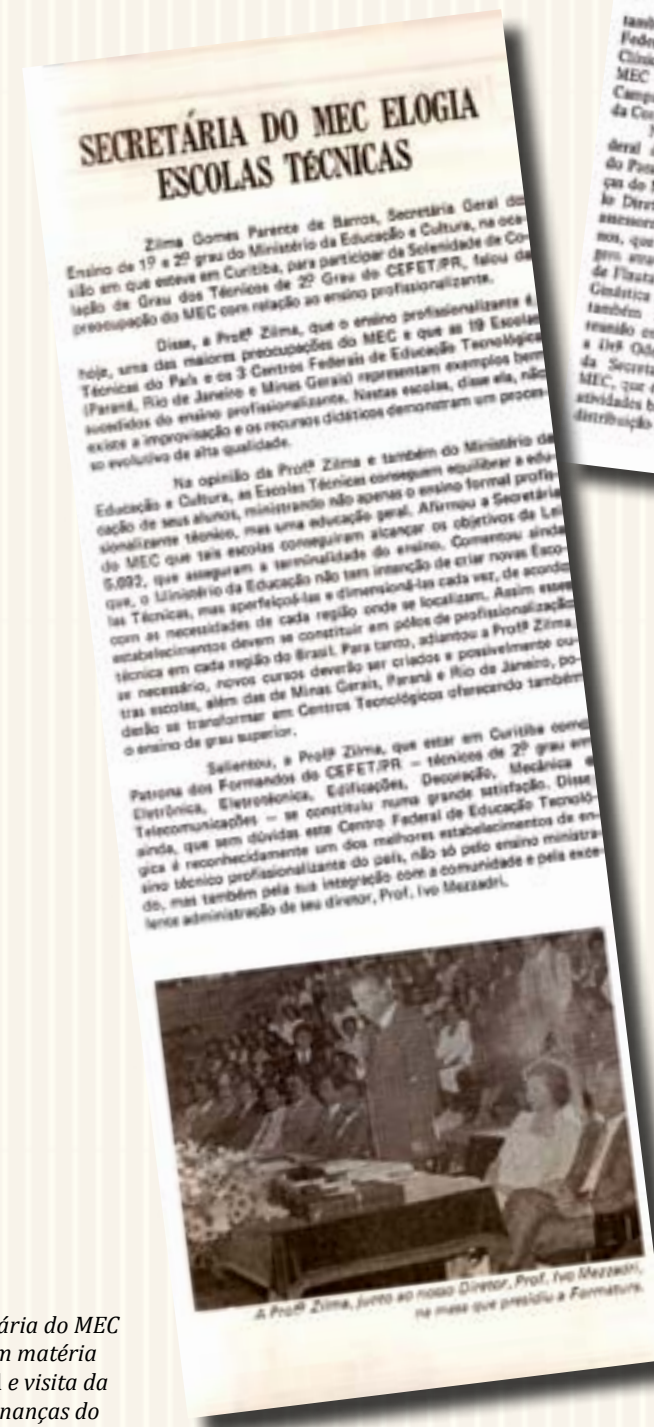 SECRETÁRIA DO MEC ELOGIA
ESCOLAS TÉCNICAS
Zilma Gomes Parente de Barros, Secretária Geral do
Ensino de 1º e 2º grau do Ministério da Educação e Cultura, na oca-
sião em que esteve em Curitiba, para participar da Solenidade de Co-
lação de Grau dos Técnicos de 2º Grau do CEFET/PR, falou da
preocupação do MEC com relação ao ensino profissionalizante.
Disse, a Profª Zilma, que o ensino profissionalizante é,
hoje, uma das maiores preocupações do MEC e que as 19 Escolas
Técnicas do País e os 3 Centros Federais de Educação Tecnológica
(Paraná, Rio de Janeiro e Minas Gerais) representam exemplos bem
sucedidos do ensino profissionalizante. Nestas escolas, disse ela, não
existe a improvisação e os recursos didáticos demonstram um proces-
so evolutivo de alta qualidade.
Na opinião da Profª Zilma e também do Ministério da
Educação e Cultura, as Escolas Técnicas conseguem equilibrar a edu-
cação de seus alunos, ministrando não apenas o ensino formal profis-
sionalizante técnico, mas uma educação geral. Afirmou a Secretária
do MEC que tais escolas conseguiram alcançar os objetivos da Lei
5.692, que asseguram a terminalidade do ensino. Comentou ainda
que, o Ministério da Educação não tem intenção de criar novas Esco-
las Técnicas, mas aperfeiçoá-las e dimensioná-las cada vez, de acordo
com as necessidades de cada região onde se localizam. Assim esses
estabelecimentos devem se constituir em pólos de profissionalização
técnica em cada região do Brasil. Para tanto, adiantou a Profª Zilma,
se necessário, novos cursos deverão ser criados e possivelmente ou-
tras escolas, além das de Minas Gerais, Paraná e Rio de Janeiro, po-
derão se transformar em Centros Tecnológicos oferecendo também
o ensino de grau superior.
Salientou, a Profª Zilma, que estar em Curitiba como
Patrona dos Formandos do CEFET/PR — técnicos de 2º grau em
Eletrônica, Eletrotécnica, Edificações, Decoração, Mecânica e
Telecomunicações — se constituiu numa grande satisfação. Disse
ainda, que sem dúvidas este Centro Federal de Educação Tecnoló-
gica é reconhecidamente um dos melhores estabelecimentos de en-
sino técnico profissionalizante do país, não só pelo ensino ministra-
do, mas também pela sua integração com a comunidade e pela exce-
lente administração de seu diretor, Prof. Ivo Mezzadri.
A Profª Zilma, junto ao nosso Diretor, Prof. Ivo Mezzadri,
na mesa que presidiu a Formatura.
MEC
da Secreta
MEC, que
atividades
distribuição
ária do MEC
m matéria
e visita da
nanças do